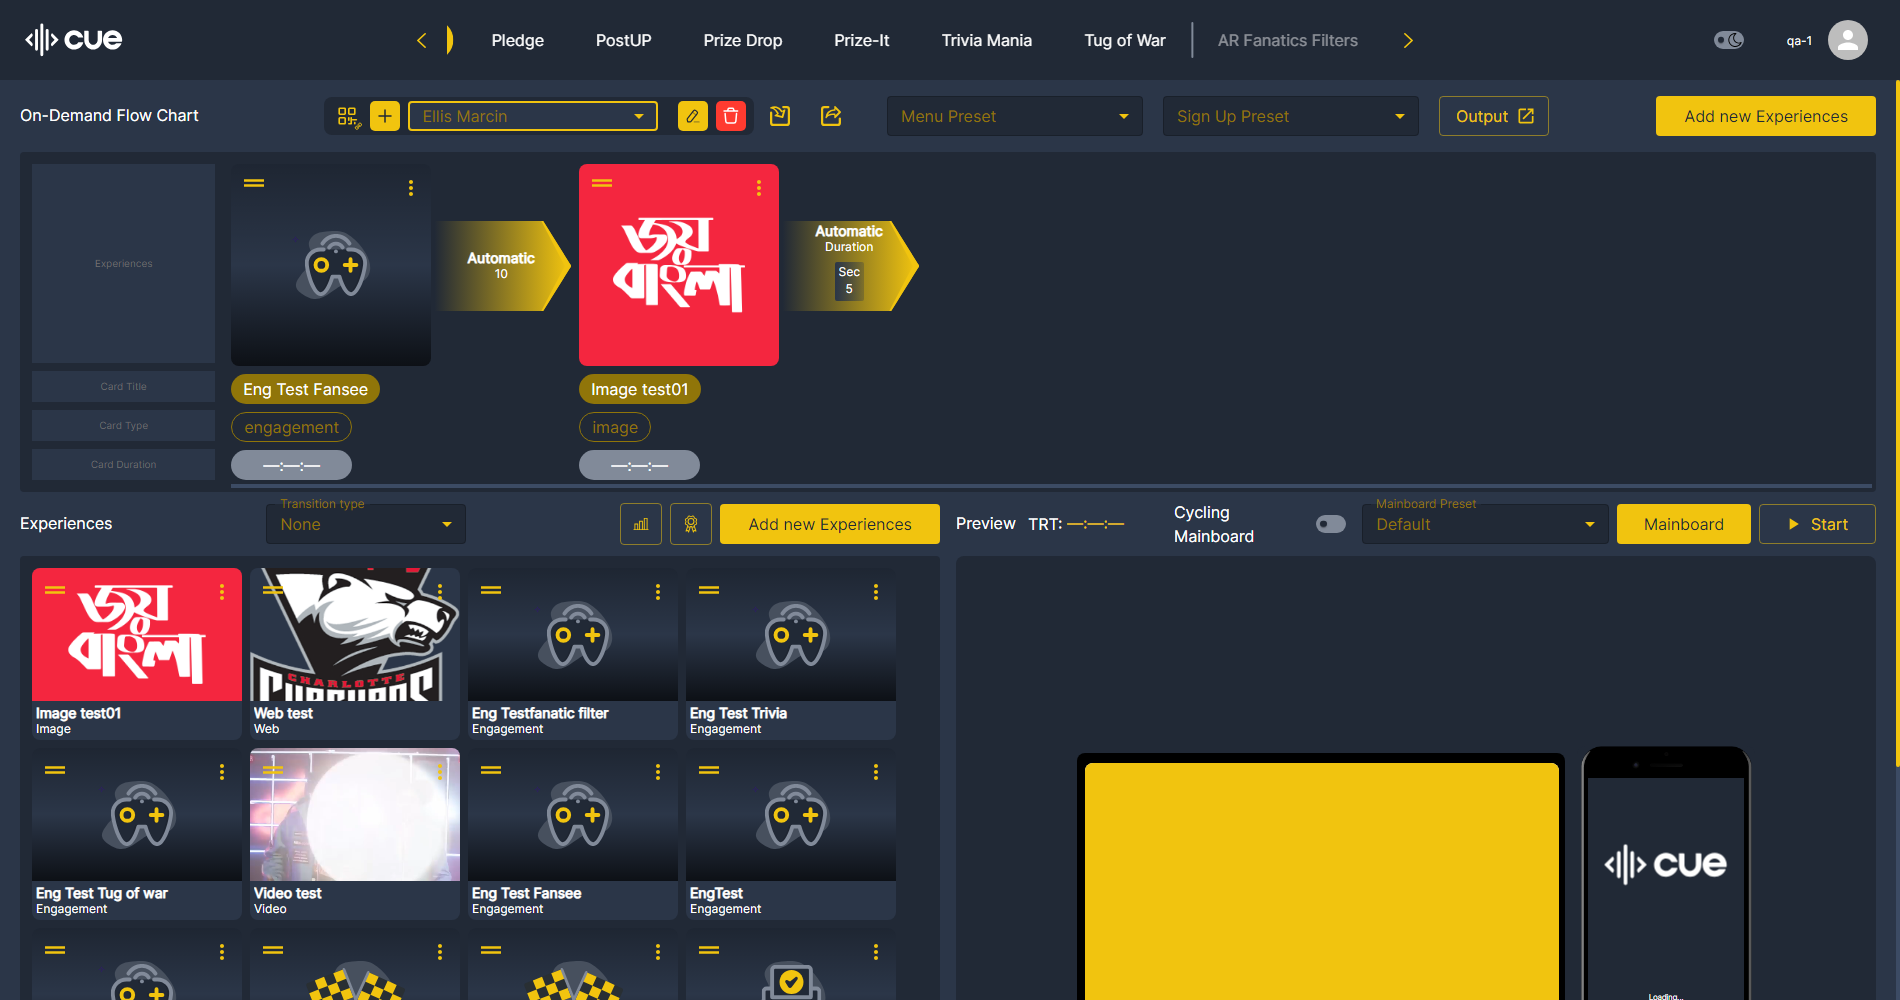 cue
Pledge
PostUP
Prize Drop
Prize-It
Trivia Mania
Tug of War
AR Fanatics Filters
qa-1
On-Demand Flow Chart
Ellis Marcin
Menu Preset
Sign Up Preset
Output
Add new Experiences
Experiences
Card Title
Card Type
Card Duration
Automatic
10
জয়
বাংলা
Automatic
Duration
Sec
5
Eng Test Fansee
engagement
—:—:—
Image test01
image
—:—:—
Experiences
Transition type
None
Add new Experiences
Preview
TRT: —:—:—
Cycling
Mainboard
Mainboard Preset
Default
Mainboard
Start
জয়
বাংলা
Image test01
Image
CHARLOTTE
Web test
Web
Eng Testfanatic filter
Engagement
Eng Test Trivia
Engagement
Eng Test Tug of war
Engagement
Video test
Video
Eng Test Fansee
Engagement
EngTest
Engagement
cue
Loading...